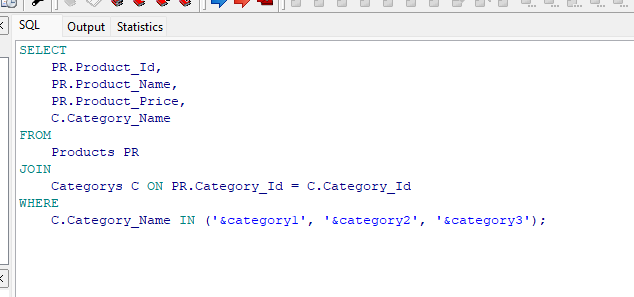 SQL Output Statistics
SELECT
PR.Product_Id,
PR.Product_Name,
PR.Product_Price,
C.Category_Name
FROM
Products PR
JOIN
Categorys C ON PR.Category_Id = C.Category_Id
WHERE
C.Category_Name IN ('&category1', '&category2', '&category3');